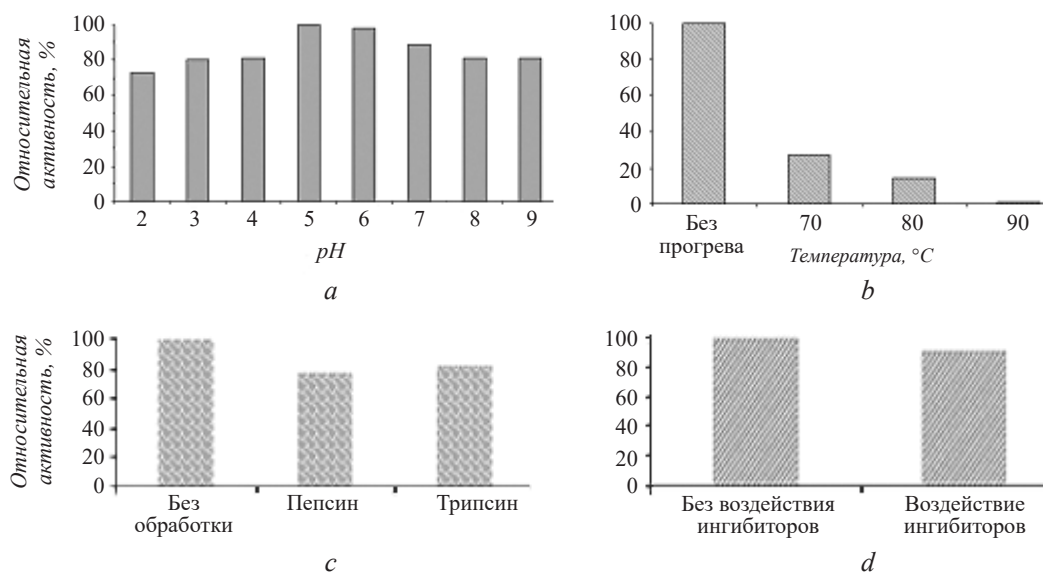 Относительная
активность, %
100
80
60
40
20
0
2 3 4 5 6 7 8 9
pH
a
100
80
60
40
20
0
Без
прогрева
70 80 90
Температура, °C
b
Относительная
активность, %
100
80
60
40
20
0
Без
обработки
Пепсин
Трипсин
c
100
80
60
40
20
0
Без воздействия
ингибиторов
Воздействие
ингибиторов
d